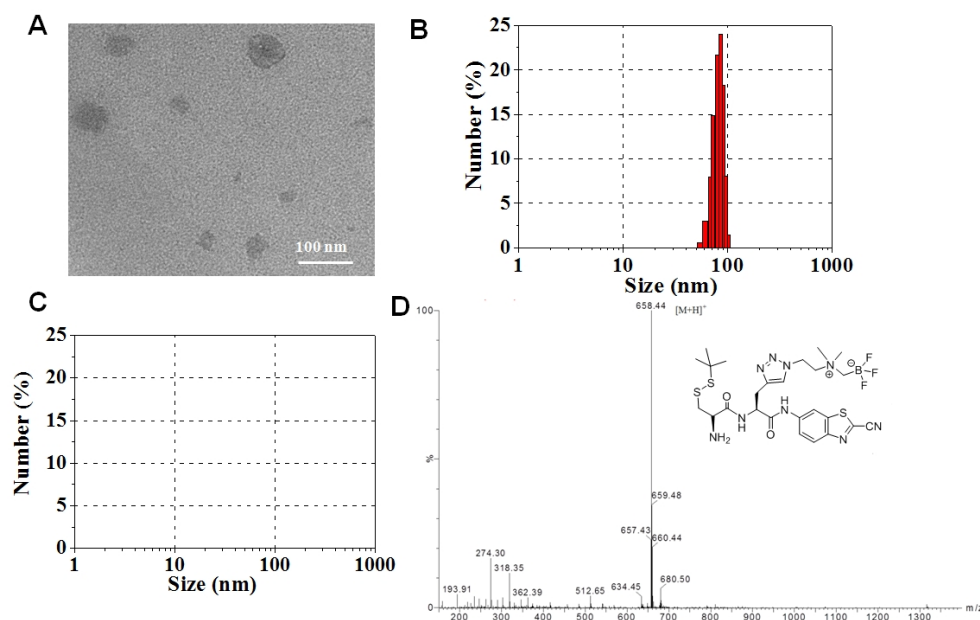 A
100 nm
B
25
20
15
10
5
0
Number (%)
1
10
100
1000
Size (nm)
C
25
20
15
10
5
0
Number (%)
1
10
100
1000
Size (nm)
D
100
%
0
658.44
[M+H]+
659.48
657.43
660.44
274.30
318.35
193.91
362.39
512.65
634.45
680.50
200 300 400 500 600 700 800 900 1000 1100 1200 1300
m/z
S
S
NH2
O
N
H
O
H
N
N
N
N
N
⊕
⊖
B
F
F
F
S
N
CN